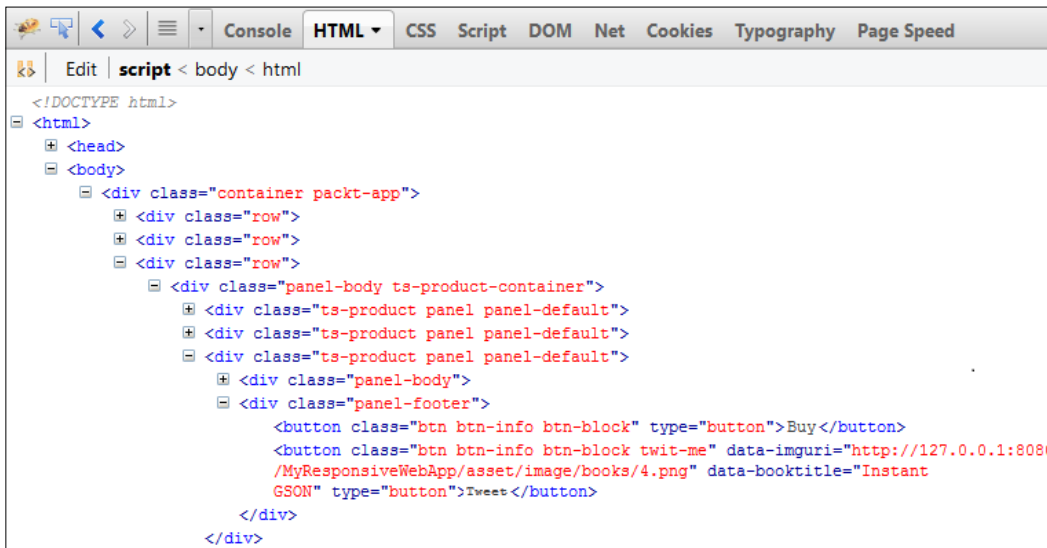 Console HTML CSS Script DOM Net Cookies Typography Page Speed
Edit script < body < html
<!DOCTYPE html>
<html>
<head>
<body>
<div class="container packt-app">
<div class="row">
<div class="row">
<div class="row">
<div class="panel-body ts-product-container">
<div class="ts-product panel panel-default">
<div class="ts-product panel panel-default">
<div class="ts-product panel panel-default">
<div class="panel-body">
<div class="panel-footer">
<button class="btn btn-info btn-block" type="button">Buy</button>
<button class="btn btn-info btn-block twit-me" data-imguri="http://127.0.0.1:8080
/MyResponsiveWebApp/asset/image/books/4.png" data-booktitle="Instant
GSON" type="button">Tweet</button>
</div>
</div>